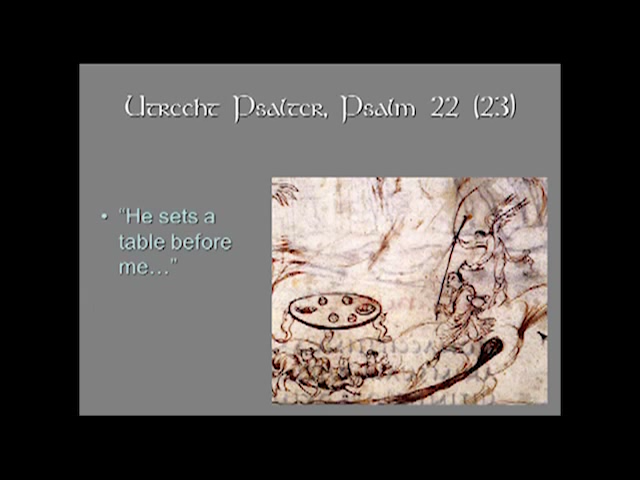 Utrecht Psalter, Psalm 22 (23)
• “He sets a
table before
me…”